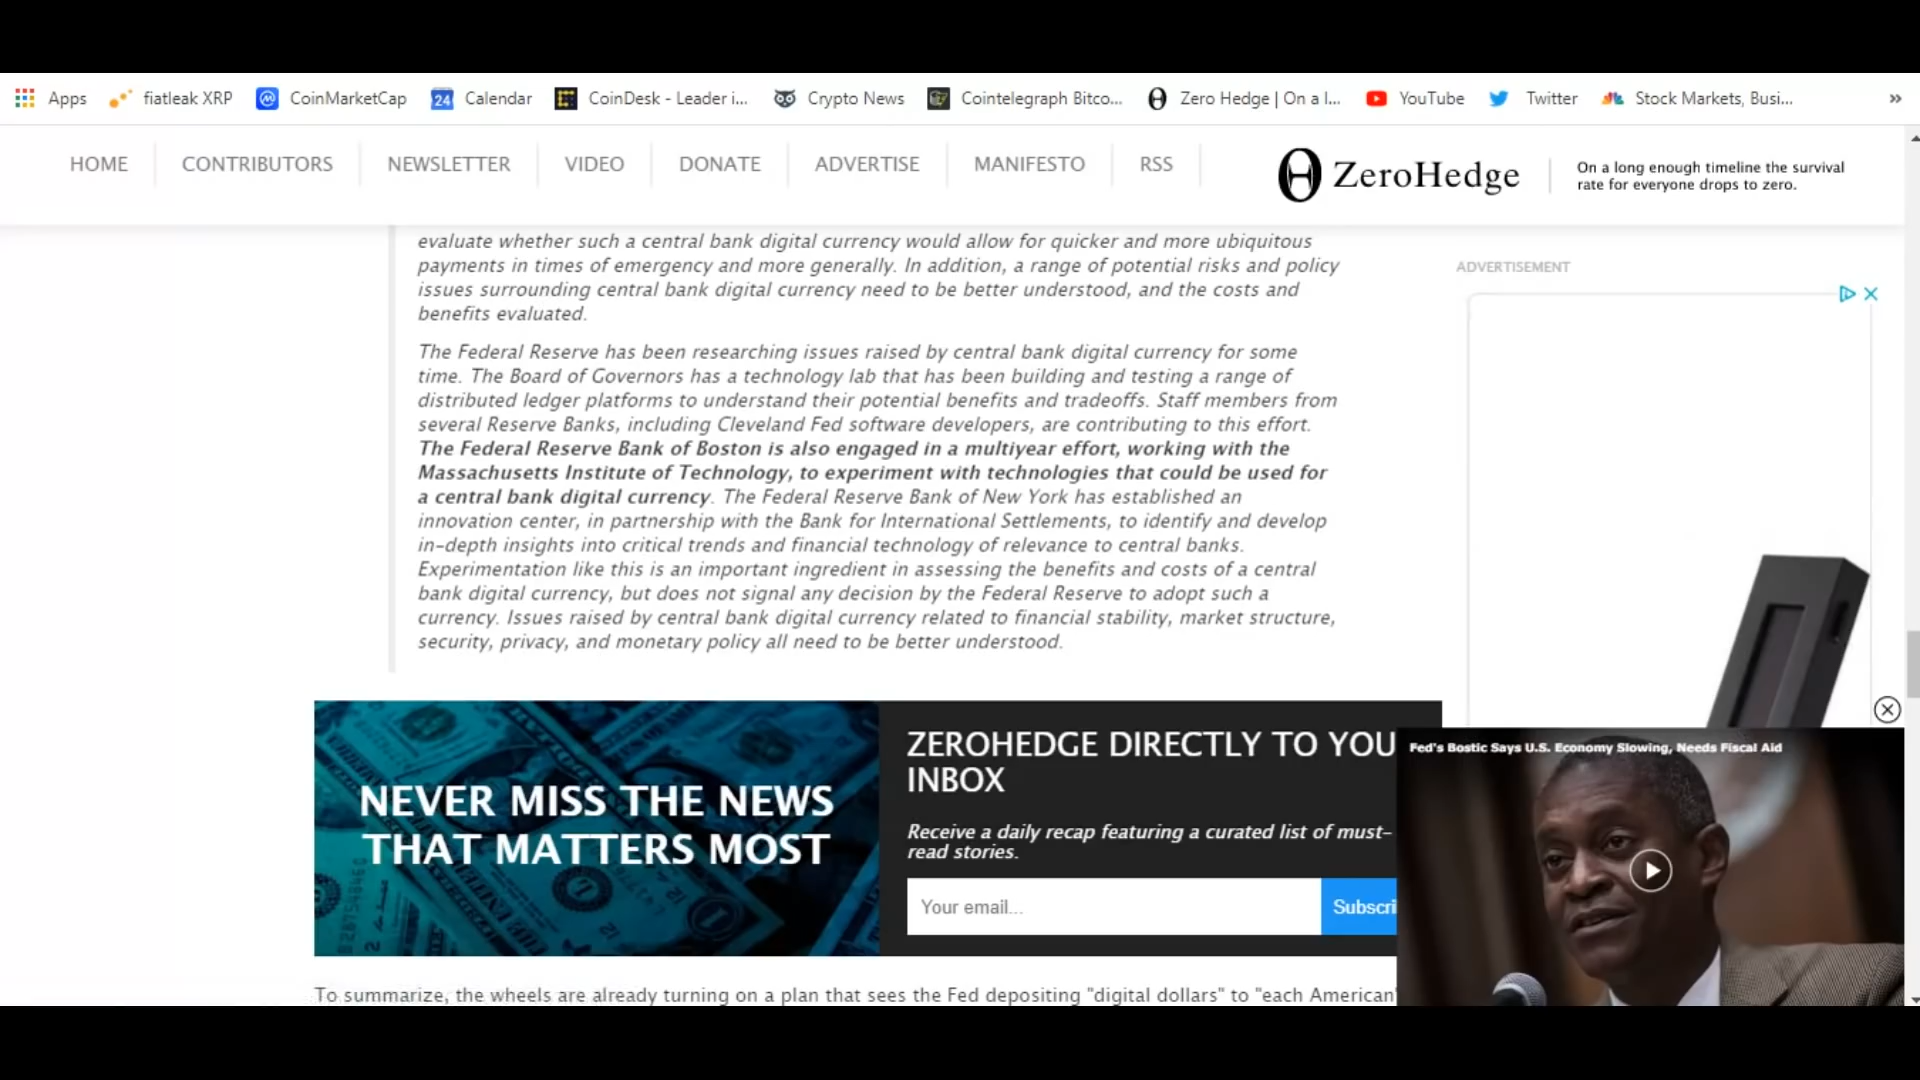 Apps
fiatleak XRP
CoinMarketCap
24
Calendar
CoinDesk - Leader i...
Crypto News
Cointelegraph Bitco...
Zero Hedge | On a l...
YouTube
Twitter
Stock Markets, Busi...
»
HOME
CONTRIBUTORS
NEWSLETTER
VIDEO
DONATE
ADVERTISE
MANIFESTO
RSS
ZeroHedge
On a long enough timeline the survival
rate for everyone drops to zero.
evaluate whether such a central bank digital currency would allow for quicker and more ubiquitous
payments in times of emergency and more generally. In addition, a range of potential risks and policy
issues surrounding central bank digital currency need to be better understood, and the costs and
benefits evaluated.
The Federal Reserve has been researching issues raised by central bank digital currency for some
time. The Board of Governors has a technology lab that has been building and testing a range of
distributed ledger platforms to understand their potential benefits and tradeoffs. Staff members from
several Reserve Banks, including Cleveland Fed software developers, are contributing to this effort.
The Federal Reserve Bank of Boston is also engaged in a multiyear effort, working with the
Massachusetts Institute of Technology, to experiment with technologies that could be used for
a central bank digital currency. The Federal Reserve Bank of New York has established an
innovation center, in partnership with the Bank for International Settlements, to identify and develop
in-depth insights into critical trends and financial technology of relevance to central banks.
Experimentation like this is an important ingredient in assessing the benefits and costs of a central
bank digital currency, but does not signal any decision by the Federal Reserve to adopt such a
currency. Issues raised by central bank digital currency related to financial stability, market structure,
security, privacy, and monetary policy all need to be better understood.
ADVERTISEMENT
NEVER MISS THE NEWS
THAT MATTERS MOST
ZEROHEDGE DIRECTLY TO YOU
INBOX
Receive a daily recap featuring a curated list of must-
read stories.
Your email...
Subscri
Fed's Bostic Says U.S. Economy Slowing, Needs Fiscal Aid
To summarize, the wheels are already turning on a plan that sees the Fed depositing "digital dollars" to "each American"